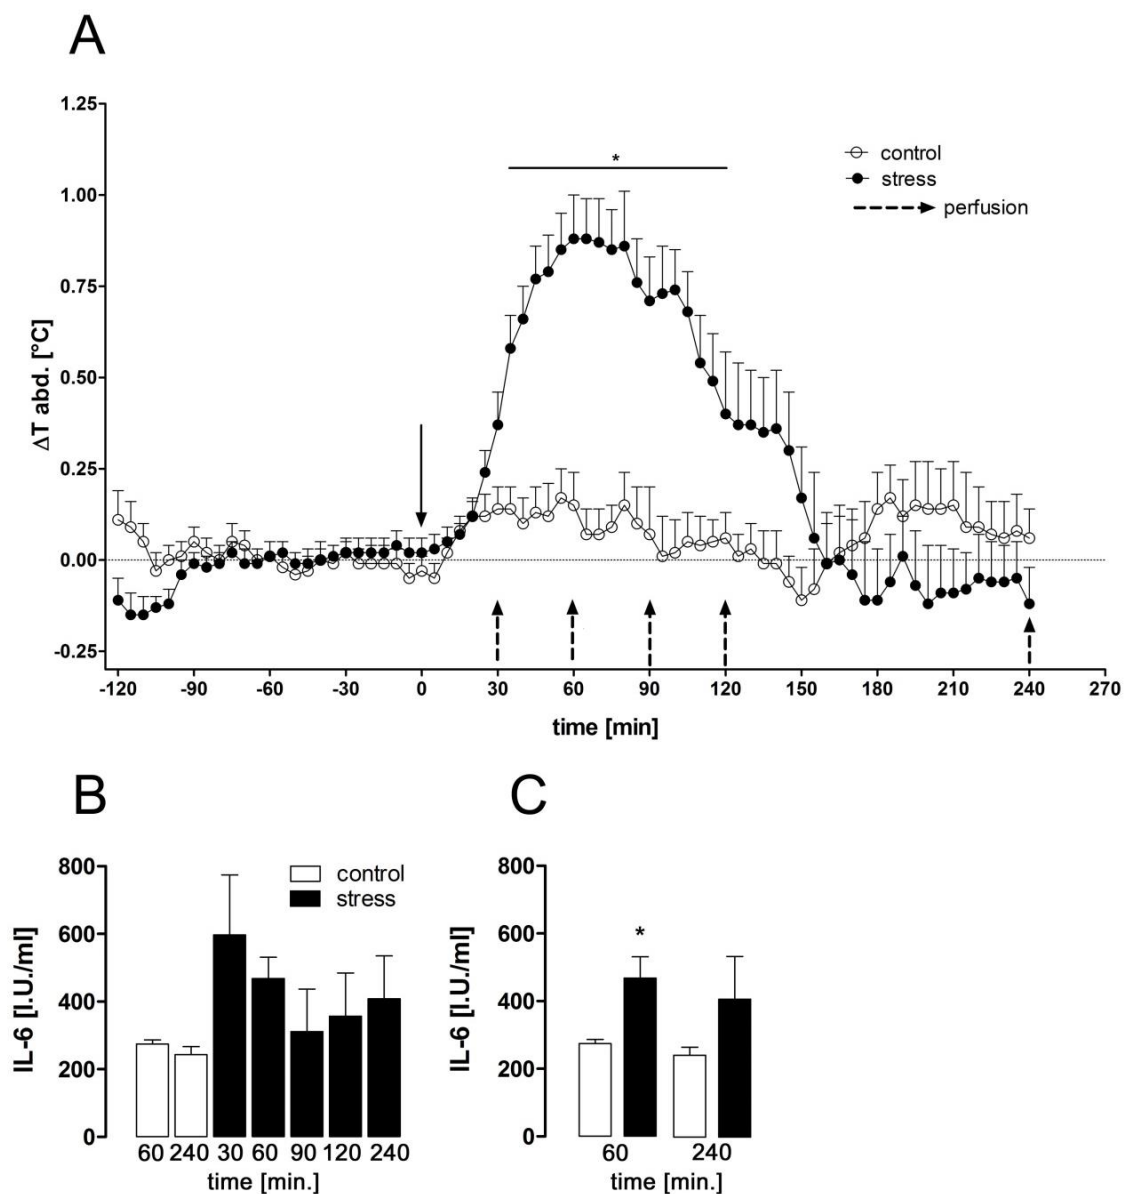 A
1.25
1.00
0.75
0.50
0.25
0.00
-0.25
ΔT abd. [°C]
*
control
stress
perfusion
-120 -90 -60 -30 0 30 60 90 120 150 180 210 240 270
time [min]
B
800
600
400
200
0
IL-6 [I.U./ml]
control
stress
60 240 30 60 90 120 240
time [min.]
C
800
600
400
200
0
IL-6 [I.U./ml]
*
60 240
time [min.]